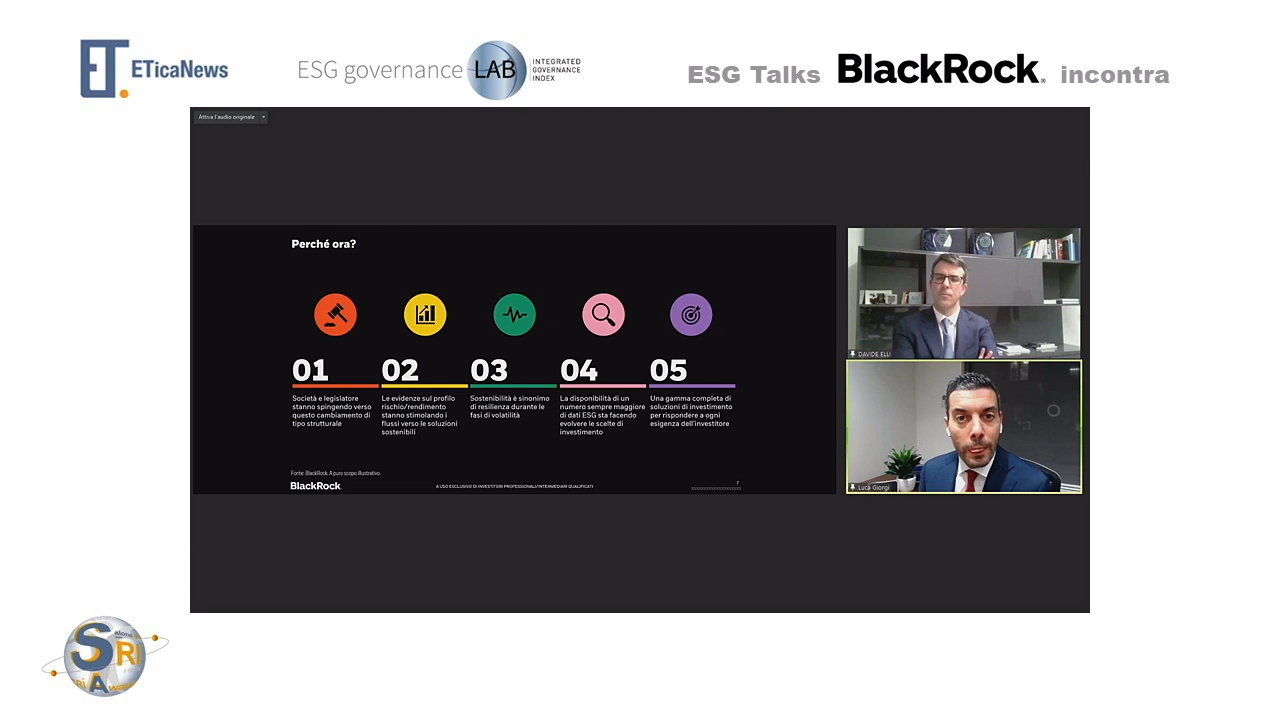 ET.
ETicaNews
ESG governance LAB
INTEGRATED
GOVERNANCE
INDEX
ESG Talks BlackRock® incontra
Attiva l'audio originale
Perché ora?
01
Società e legislatore
stanno spingendo verso
questo cambiamento di
tipo strutturale
02
Le evidenze sul profilo
rischio/rendimento
stanno stimolando i
flussi verso le soluzioni
sostenibili
03
Sostenibilità è sinonimo
di resilienza durante le
fasi di volatilità
04
La disponibilità di un
numero sempre maggiore
di dati ESG sta facendo
evolvere le scelte di
investimento
05
Una gamma completa di
soluzioni di investimento
per rispondere a ogni
esigenza dell'investitore
Fonte: BlackRock. A puro scopo illustrativo.
BlackRock.
A USO ESCLUSIVO DI INVESTITORI PROFESSIONALI/INTERMEDIARI QUALIFICATI
7
DAVIDE ELLI
Luca Giorgi
S
alone
RI
A